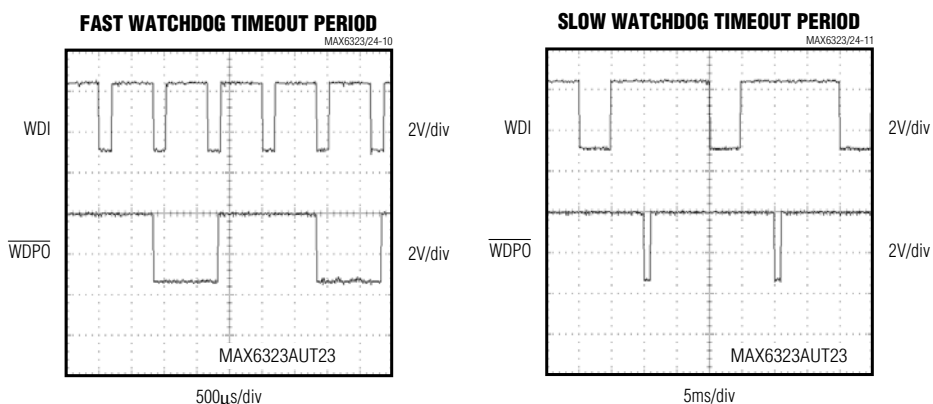 FAST WATCHDOG TIMEOUT PERIOD
MAX6323/24-10
WDI
2V/div
WDPO
2V/div
MAX6323AUT23
500µs/div
SLOW WATCHDOG TIMEOUT PERIOD
MAX6323/24-11
WDI
2V/div
WDPO
2V/div
MAX6323AUT23
5ms/div